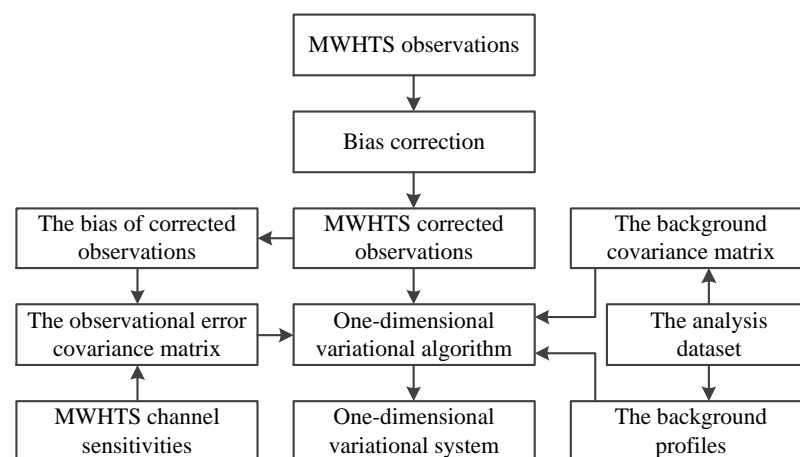 MWHTS observations
Bias correction
The bias of corrected
observations
MWHTS corrected
observations
The background
covariance matrix
The observational error
covariance matrix
One-dimensional
variational algorithm
The analysis
dataset
MWHTS channel
sensitivities
One-dimensional
variational system
The background
profiles